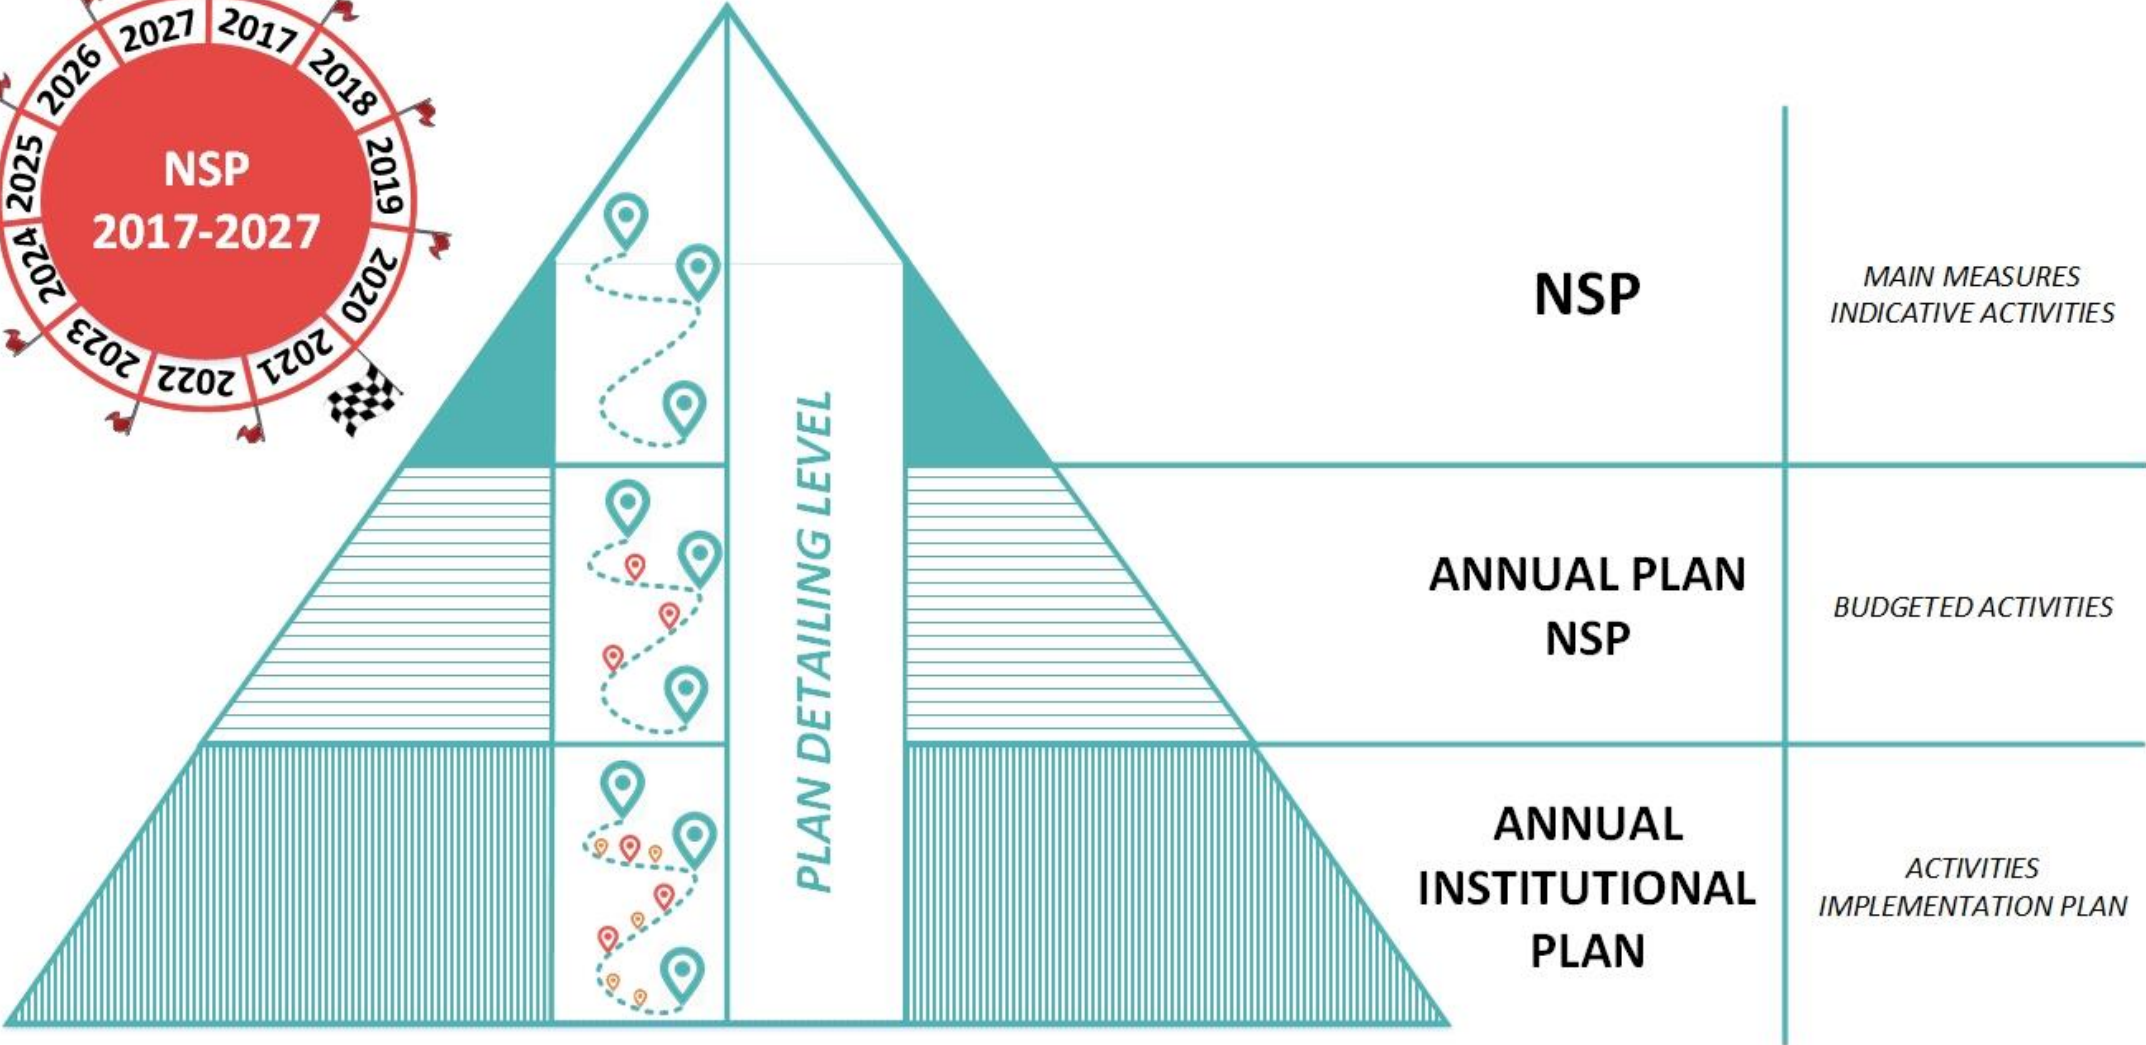 2017
2018
2019
2020
2021
2022
2023
2024
2025
2026
2027
NSP
2017-2027
PLAN DETAILING LEVEL
NSP
MAIN MEASURES
INDICATIVE ACTIVITIES
ANNUAL PLAN
NSP
BUDGETED ACTIVITIES
ANNUAL
INSTITUTIONAL
PLAN
ACTIVITIES
IMPLEMENTATION PLAN